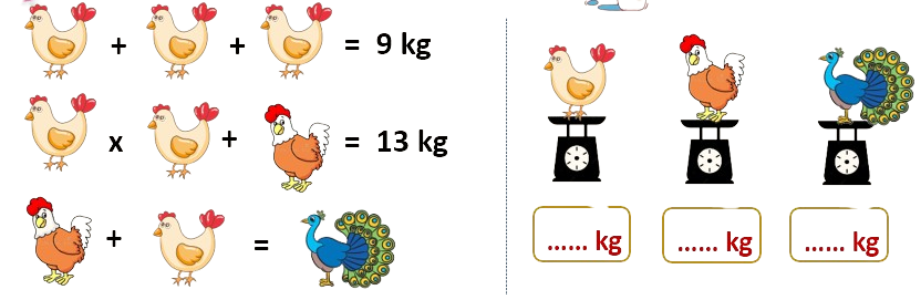 + + = 9 kg
x + = 13 kg
+ =
...... kg
...... kg
...... kg